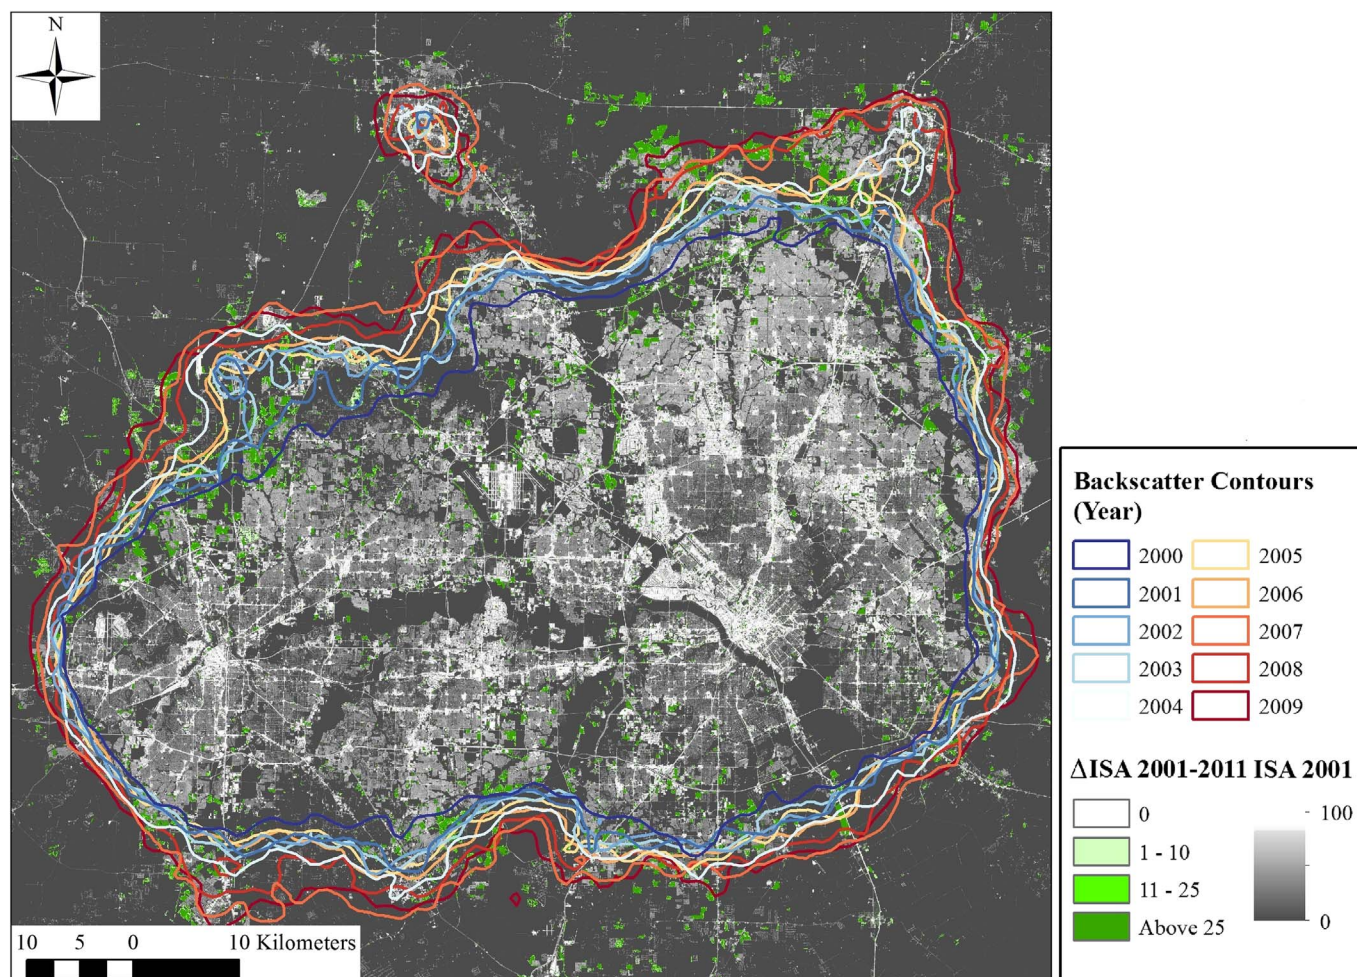 N
10 5 0 10 Kilometers
Backscatter Contours
(Year)
2000 2005
2001 2006
2002 2007
2003 2008
2004 2009
ΔISA 2001-2011 ISA 2001
0 100
1 - 10
11 - 25
Above 25 0